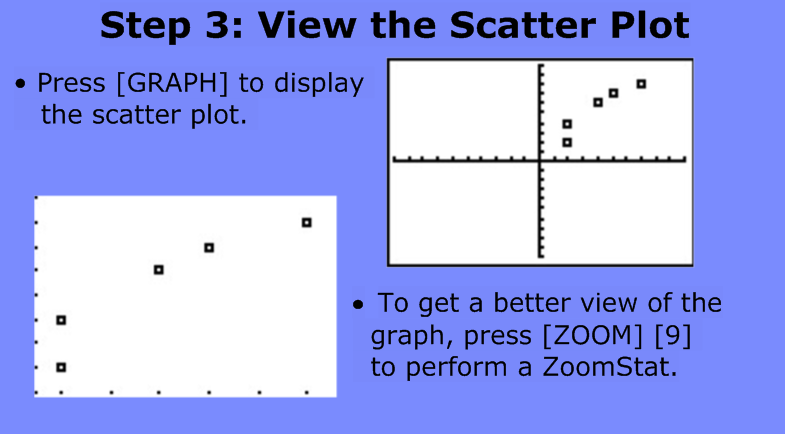 Step 3: View the Scatter Plot
• Press [GRAPH] to display
the scatter plot.
• To get a better view of the
graph, press [ZOOM] [9]
to perform a ZoomStat.